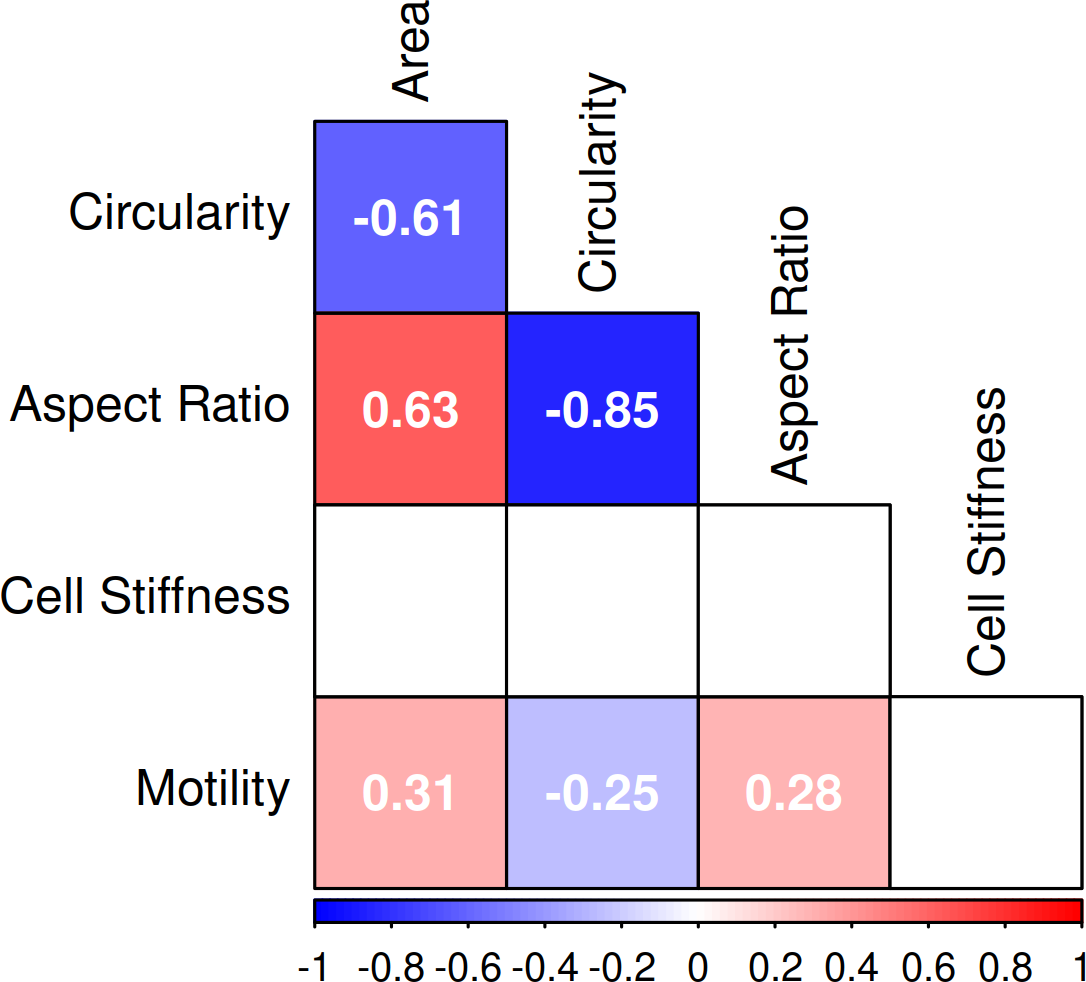 Area
Circularity
Aspect Ratio
Cell Stiffness
Circularity -0.61
Aspect Ratio 0.63 -0.85
Cell Stiffness
Motility 0.31 -0.25 0.28
-1 -0.8 -0.6 -0.4 -0.2 0 0.2 0.4 0.6 0.8 1